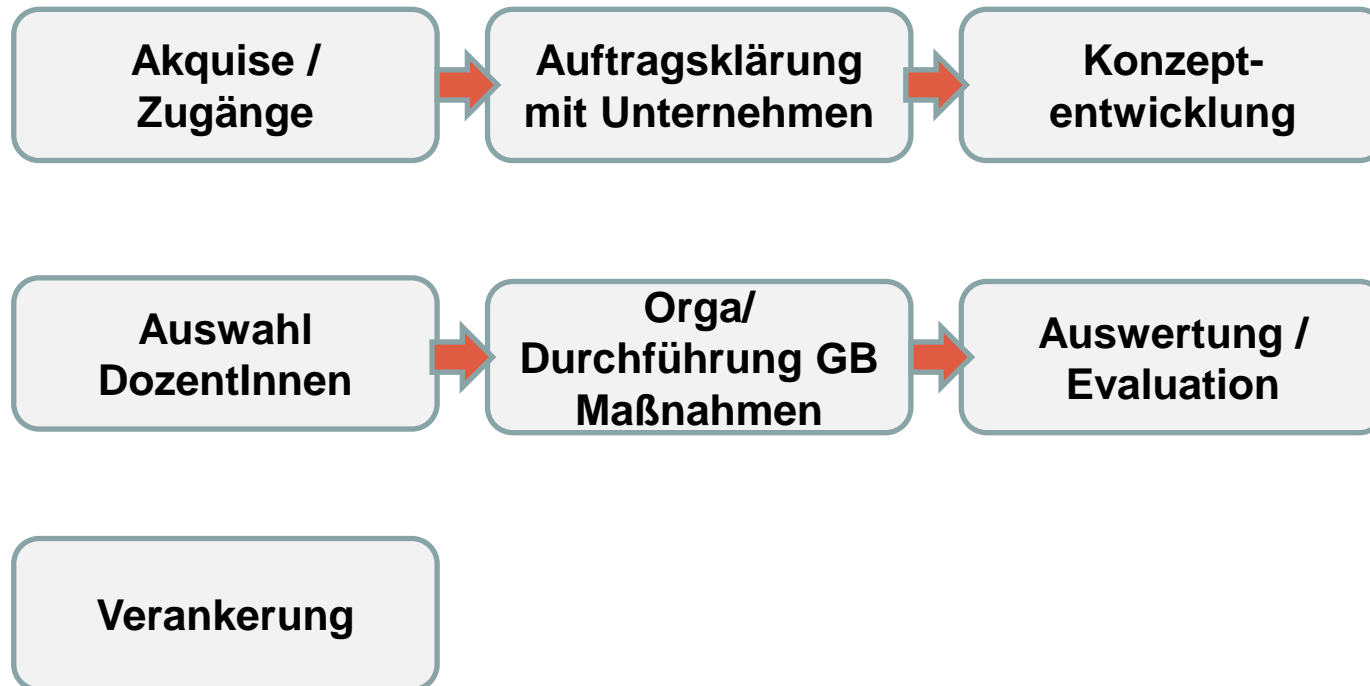 Akquise /
Zugänge
Auftragsklärung
mit Unternehmen
Konzept-
entwicklung
Auswahl
DozentInnen
Orga/
Durchführung GB
Maßnahmen
Auswertung /
Evaluation
Verankerung